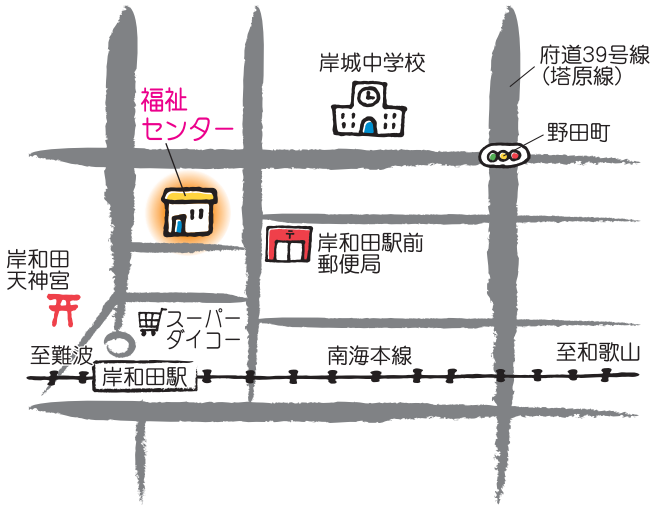 府道39号線
(塔原線)
岸城中学校
福祉
センター
野田町
岸和田駅前
郵便局
岸和田
天神宮
スーパー
ダイコー
至難波
南海本線
至和歌山
岸和田駅